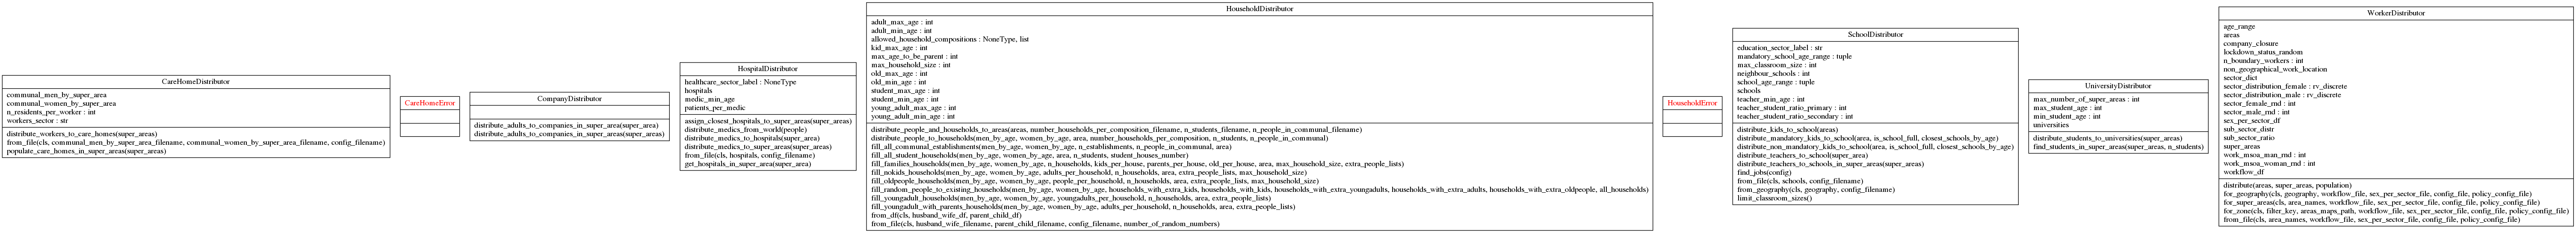 CareHomeDistributor
communal_men_by_super_area
communal_women_by_super_area
n_residents_per_worker : int
workers_sector : str
distribute_workers_to_care_homes(super_areas)
from_file(cls, communal_men_by_super_area_filename, communal_women_by_super_area_filename, config_filename)
populate_care_homes_in_super_areas(super_areas)
CareHomeError
CompanyDistributor
distribute_adults_to_companies_in_super_area(super_area)
distribute_adults_to_companies_in_super_areas(super_areas)
HospitalDistributor
healthcare_sector_label : NoneType
hospitals
medic_min_age
patients_per_medic
assign_closest_hospitals_to_super_areas(super_areas)
distribute_medics_from_world(people)
distribute_medics_to_hospitals(super_area)
distribute_medics_to_super_areas(super_areas)
from_file(cls, hospitals, config_filename)
get_hospitals_in_super_area(super_area)
HouseholdDistributor
adult_max_age : int
adult_min_age : int
allowed_household_compositions : NoneType, list
kid_max_age : int
max_age_to_be_parent : int
max_household_size : int
old_max_age : int
old_min_age : int
student_max_age : int
student_min_age : int
young_adult_max_age : int
young_adult_min_age : int
distribute_people_and_households_to_areas(areas, number_households_per_composition_filename, n_students_filename, n_people_in_communal_filename)
distribute_people_to_households(men_by_age, women_by_age, area, number_households_per_composition, n_students, n_people_in_communal)
fill_all_communal_establishments(men_by_age, women_by_age, n_establishments, n_people_in_communal, area)
fill_all_student_households(men_by_age, women_by_age, area, n_students, student_houses_number)
fill_families_households(men_by_age, women_by_age, n_households, kids_per_house, parents_per_house, old_per_house, area, max_household_size, extra_people_lists)
fill_nokids_households(men_by_age, women_by_age, adults_per_household, n_households, area, extra_people_lists, max_household_size)
fill_oldpeople_households(men_by_age, women_by_age, people_per_household, n_households, area, extra_people_lists, max_household_size)
fill_random_people_to_existing_households(men_by_age, women_by_age, households_with_extra_kids, households_with_kids, households_with_extra_youngadults, households_with_extra_adults, households_with_extra_oldpeople, all_households)
fill_youngadult_households(men_by_age, women_by_age, youngadults_per_household, n_households, area, extra_people_lists)
fill_youngadult_with_parents_households(men_by_age, women_by_age, adults_per_household, n_households, area, extra_people_lists)
from_df(cls, husband_wife_df, parent_child_df)
from_file(cls, husband_wife_filename, parent_child_filename, config_filename, number_of_random_numbers)
HouseholdError
SchoolDistributor
education_sector_label : str
mandatory_school_age_range : tuple
max_classroom_size : int
neighbour_schools : int
school_age_range : tuple
schools
teacher_min_age : int
teacher_student_ratio_primary : int
teacher_student_ratio_secondary : int
distribute_kids_to_school(areas)
distribute_mandatory_kids_to_school(area, is_school_full, closest_schools_by_age)
distribute_non_mandatory_kids_to_school(area, is_school_full, closest_schools_by_age)
distribute_teachers_to_school(super_area)
distribute_teachers_to_schools_in_super_areas(super_areas)
find_jobs(config)
from_file(cls, schools, config_filename)
from_geography(cls, geography, config_filename)
limit_classroom_sizes()
UniversityDistributor
max_number_of_super_areas : int
max_student_age : int
min_student_age : int
universities
distribute_students_to_universities(super_areas)
find_students_in_super_areas(super_areas, n_students)
WorkerDistributor
age_range
areas
company_closure
lockdown_status_random
n_boundary_workers : int
non_geographical_work_location
sector_dict
sector_distribution_female : rv_discrete
sector_distribution_male : rv_discrete
sector_female_rnd : int
sector_male_rnd : int
sex_per_sector_df
sub_sector_distr
sub_sector_ratio
super_areas
work_msoa_man_rnd : int
work_msoa_woman_rnd : int
workflow_df
distribute(areas, super_areas, population)
for_geography(cls, geography, workflow_file, sex_per_sector_file, config_file, policy_config_file)
for_super_areas(cls, area_names, workflow_file, sex_per_sector_file, config_file, policy_config_file)
for_zone(cls, filter_key, areas_maps_path, workflow_file, sex_per_sector_file, config_file, policy_config_file)
from_file(cls, area_names, workflow_file, sex_per_sector_file, config_file, policy_config_file)